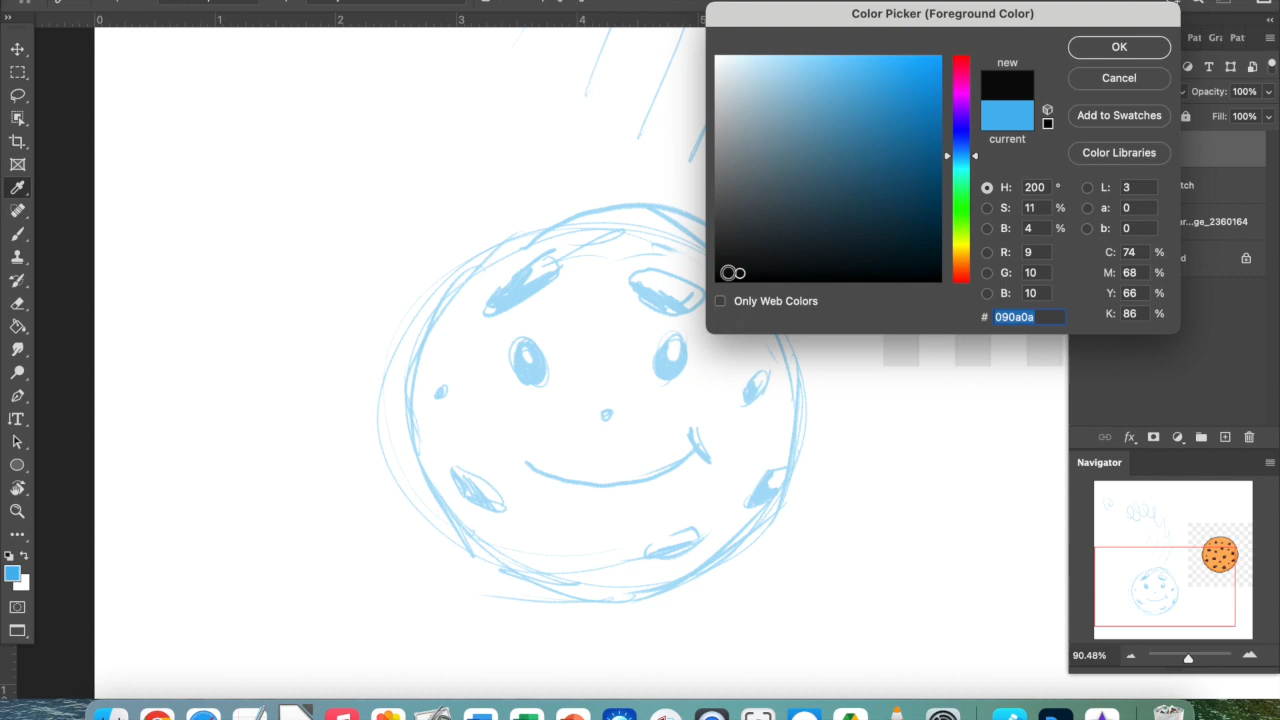 Color Picker (Foreground Color)
0
1
2
3
4
5
new
current
OK
Cancel
Add to Swatches
Color Libraries
H: 200 °
S: 11 %
B: 4 %
R: 9
G: 10
B: 10
# 090a0a
L: 3
a: 0
b: 0
C: 74 %
M: 68 %
Y: 66 %
K: 86 %
Only Web Colors
Pat Gra Pat
Opacity: 100%
Fill: 100%
tch
r...ge_2360164
d
fx
Navigator
90.48%